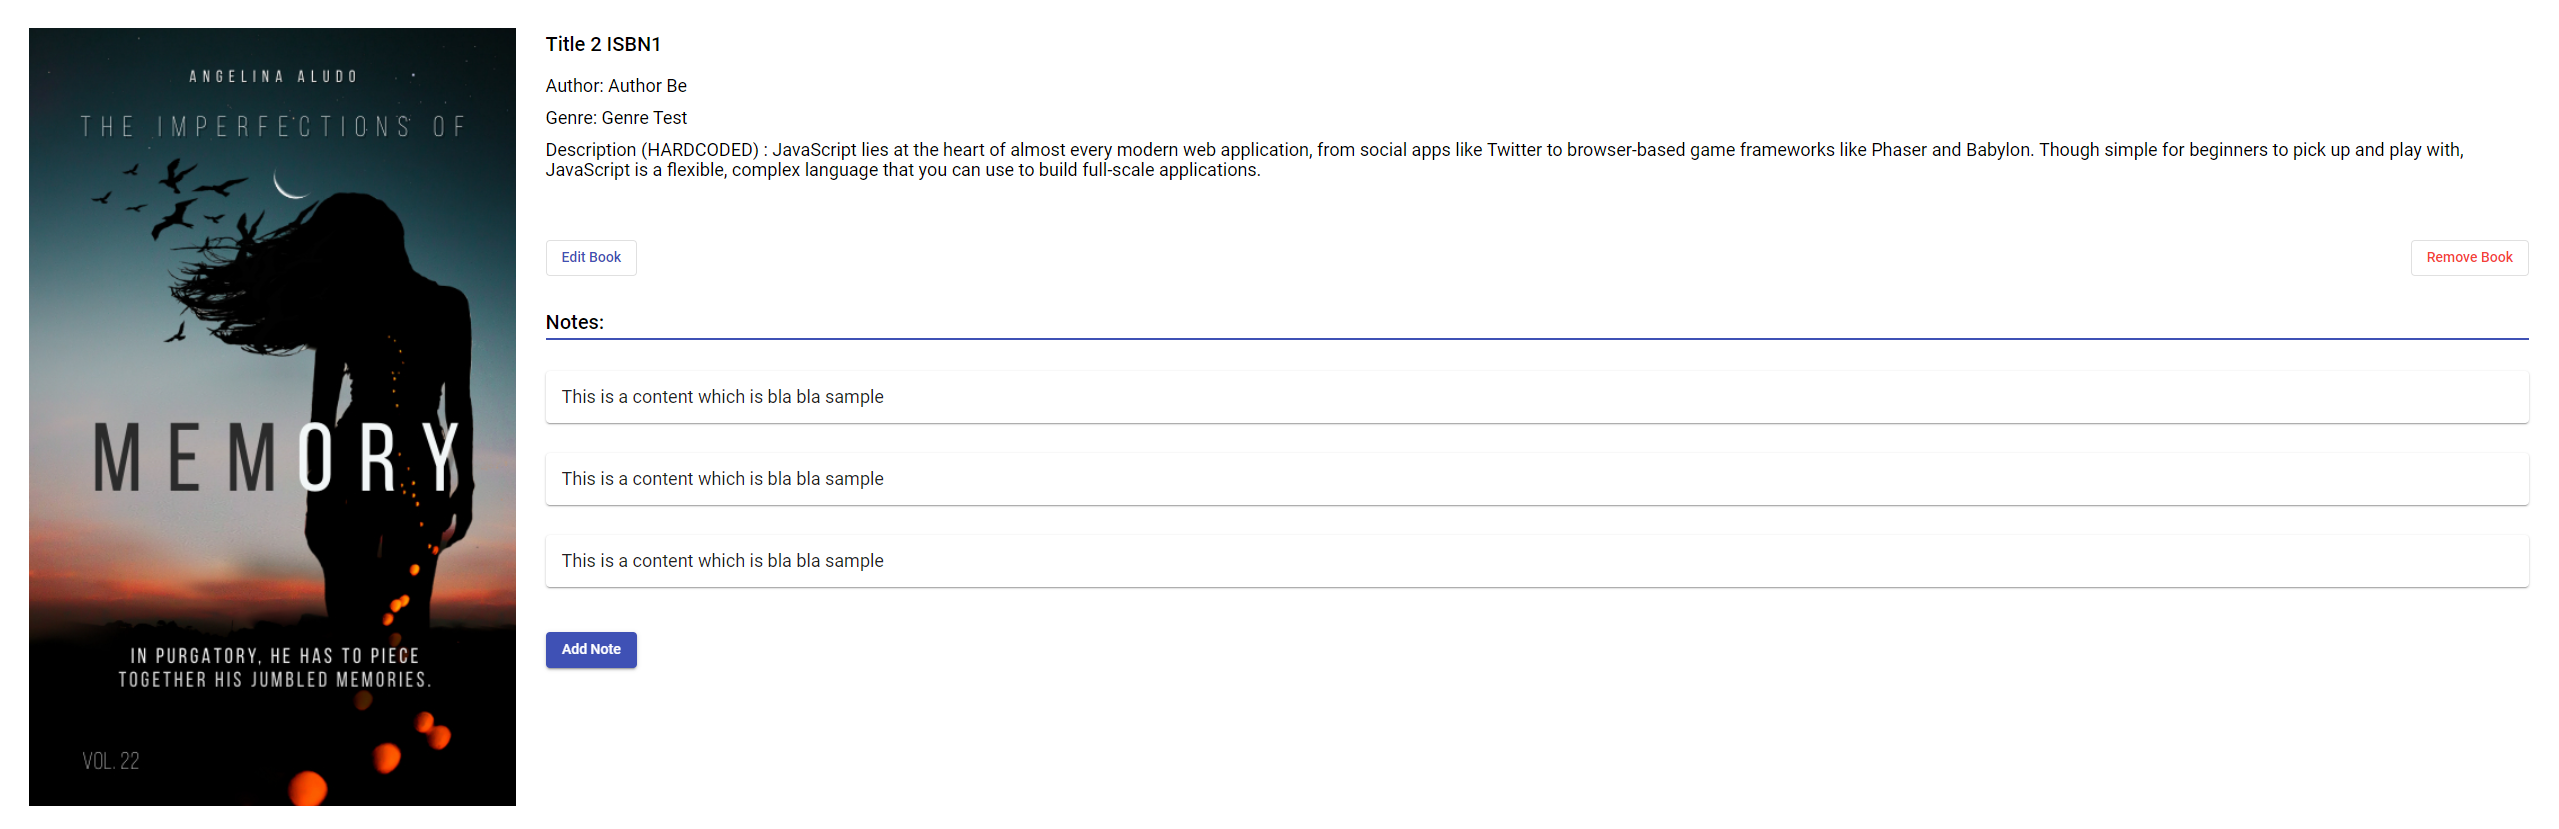 ANGELINA ALUDO
THE IMPERFECTIONS OF
MEMORY
IN PURGATORY, HE HAS TO PIECE
TOGETHER HIS JUMBLED MEMORIES.
VOL. 22
Title 2 ISBN1
Author: Author Be
Genre: Genre Test
Description (HARDCODED) : JavaScript lies at the heart of almost every modern web application, from social apps like Twitter to browser-based game frameworks like Phaser and Babylon. Though simple for beginners to pick up and play with,
JavaScript is a flexible, complex language that you can use to build full-scale applications.
Edit Book
Remove Book
Notes:
This is a content which is bla bla sample
This is a content which is bla bla sample
This is a content which is bla bla sample
Add Note